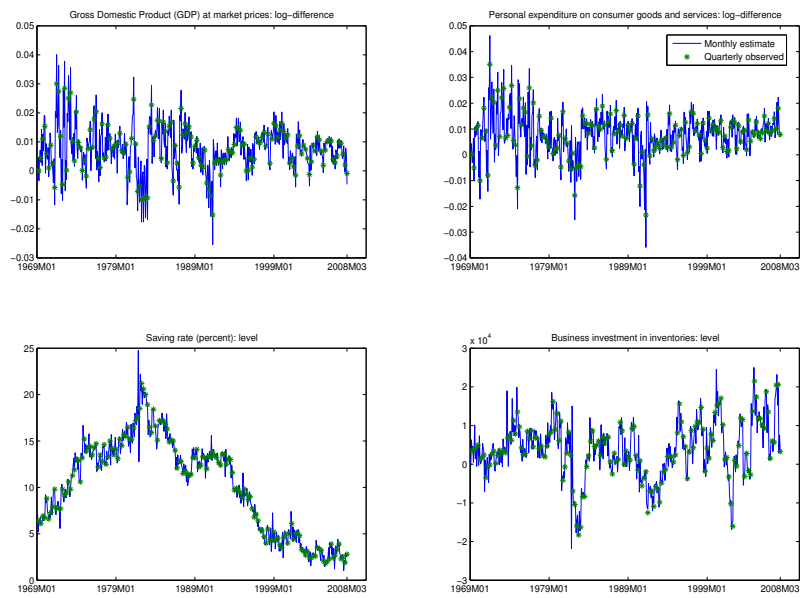 Gross Domestic Product (GDP) at market prices: log−difference
0.05
0.04
0.03
0.02
0.01
0
−0.01
−0.02
−0.03
1969M01 1979M01 1989M01 1999M01 2008M03
Personal expenditure on consumer goods and services: log−difference
Monthly estimate
Quarterly observed
0.05
0.04
0.03
0.02
0.01
0
−0.01
−0.02
−0.03
−0.04
1969M01 1979M01 1989M01 1999M01 2008M03
Saving rate (percent): level
25
20
15
10
5
0
1969M01 1979M01 1989M01 1999M01 2008M03
Business investment in inventories: level
x 10^4
3
2
1
0
−1
−2
−3
1969M01 1979M01 1989M01 1999M01 2008M03